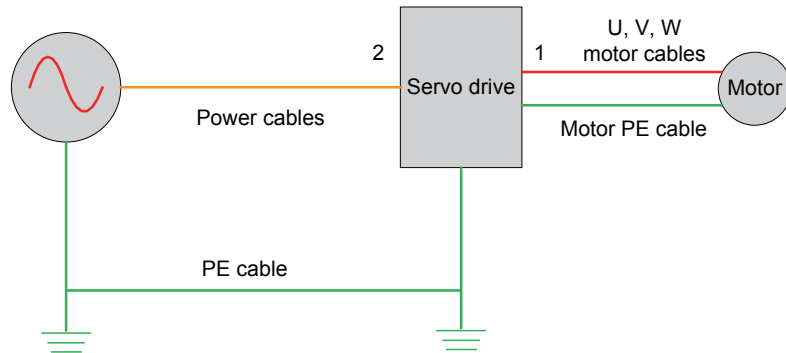 U, V, W
motor cables
2
1
Servo drive
Motor
Power cables
Motor PE cable
PE cable